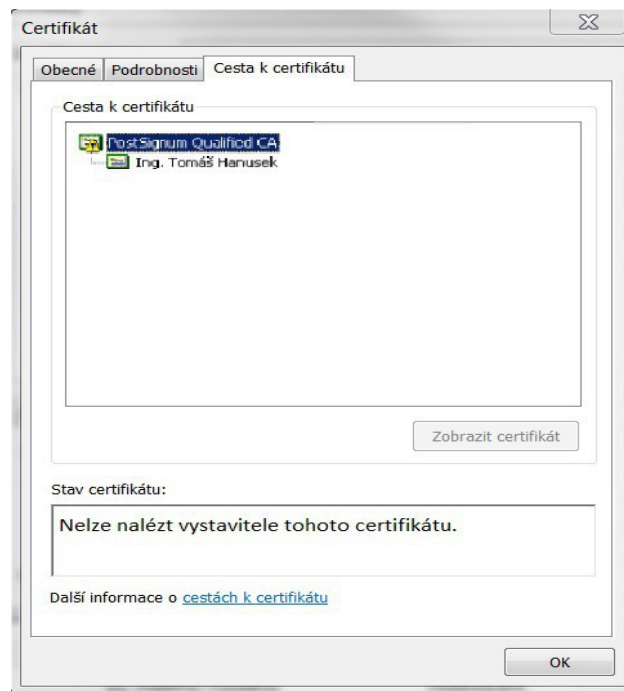 Certifikát
Obecné Podrobnosti Cesta k certifikátu
Cesta k certifikátu
PostSignum Qualified CA
Ing. Tomáš Hanusek
Zobrazit certifikát
Stav certifikátu:
Nelze nalézt vystavitele tohoto certifikátu.
Další informace o cestách k certifikátu
OK